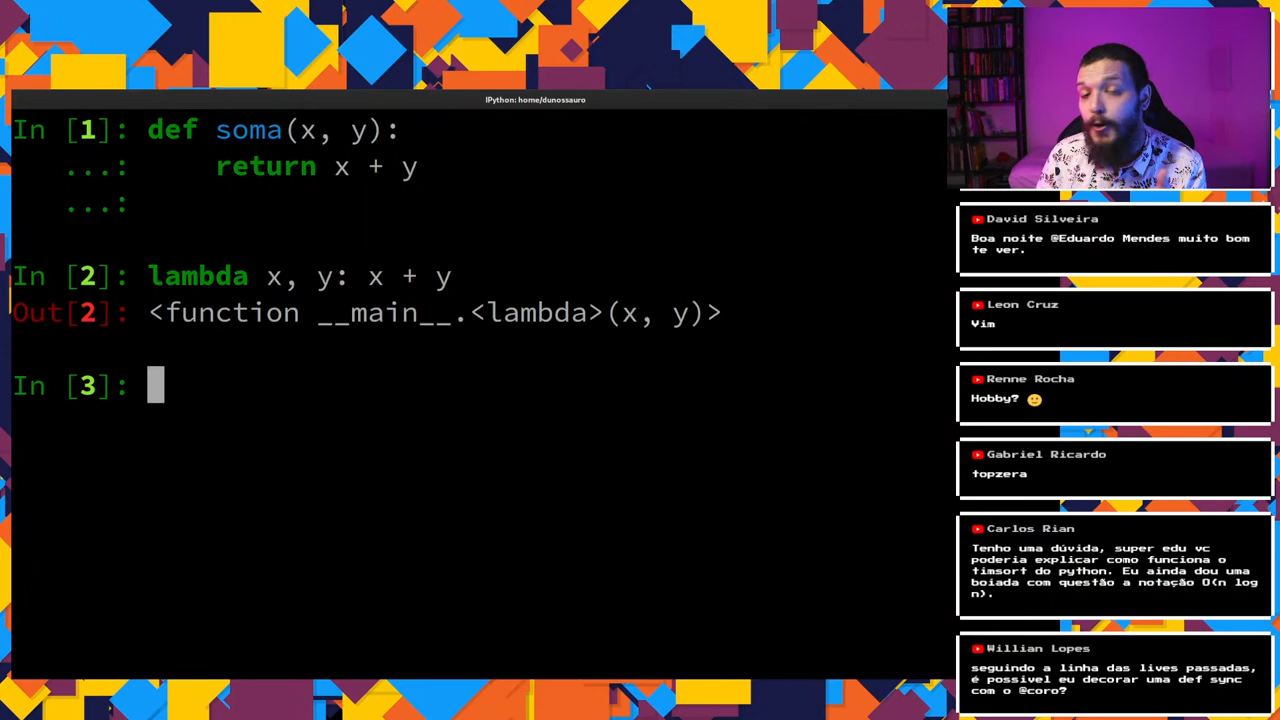 IPython: home/dunossauro
In [1]: def soma(x, y):
...: return x + y
...:
In [2]: lambda x, y: x + y
Out[2]: <function __main__.<lambda>(x, y)>
In [3]:
David Silveira
Boa noite @Eduardo Mendes muito bom
te ver.
Leon Cruz
Vim
Renne Rocha
Hobby? 🙂
Gabriel Ricardo
topzera
Carlos Rian
Tenho uma dúvida, super edu vc
poderia explicar como funciona o
timsort do python. Eu ainda dou uma
boiada com questão a notação O(n log
n).
Willian Lopes
seguindo a linha das lives passadas,
é possivel eu decorar uma def sync
com o @coro?